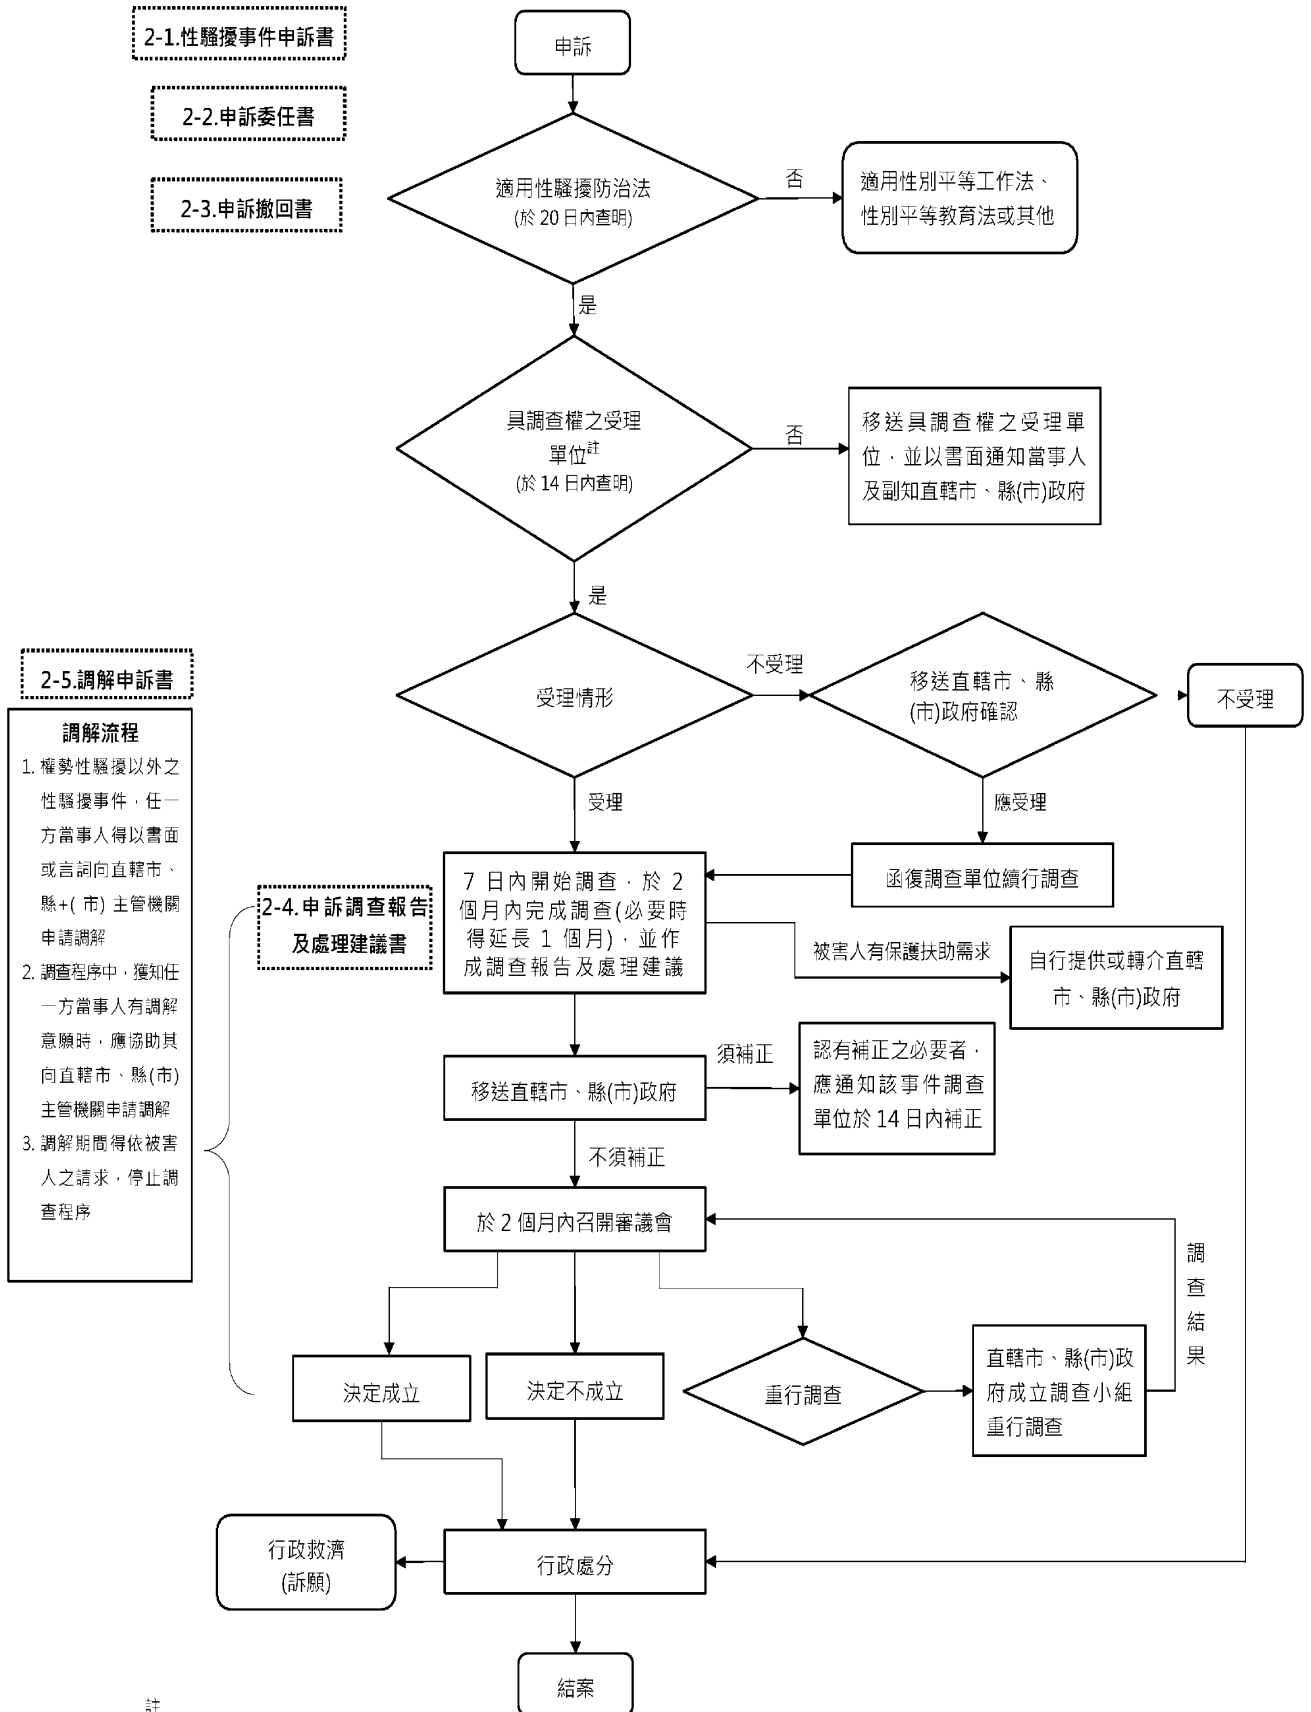 2-1.性騷擾事件申訴書
申訴
2-2.申訴委任書
2-3.申訴撤回書
適用性騷擾防治法
(於 20 日內查明)
否
適用性別平等工作法、
性別平等教育法或其他
是
具調查權之受理
單位註
(於 14 日內查明)
否
移送具調查權之受理單
位，並以書面通知當事人
及副知直轄市、縣(市)政府
是
受理情形
不受理
移送直轄市、縣
(市)政府確認
不受理
受理
應受理
2-5.調解申訴書
調解流程
1. 權勢性騷擾以外之
性騷擾事件，任一
方當事人得以書面
或言詞向直轄市、
縣+( 市) 主管機關
申請調解
2. 調查程序中，獲知任
一方當事人有調解
意願時，應協助其
向直轄市、縣(市)
主管機關申請調解
3. 調解期間得依被害
人之請求，停止調
查程序
2-4.申訴調查報告
及處理建議書
7 日內開始調查，於 2
個月內完成調查(必要時
得延長 1 個月)，並作
成調查報告及處理建議
函復調查單位續行調查
被害人有保護扶助需求
自行提供或轉介直轄
市、縣(市)政府
移送直轄市、縣(市)政府
須補正
認有補正之必要者，
應通知該事件調查
單位於 14 日內補正
不須補正
於 2 個月內召開審議會
調
查
結
果
決定成立
決定不成立
重行調查
直轄市、縣(市)政
府成立調查小組
重行調查
行政救濟
(訴願)
行政處分
結案
註